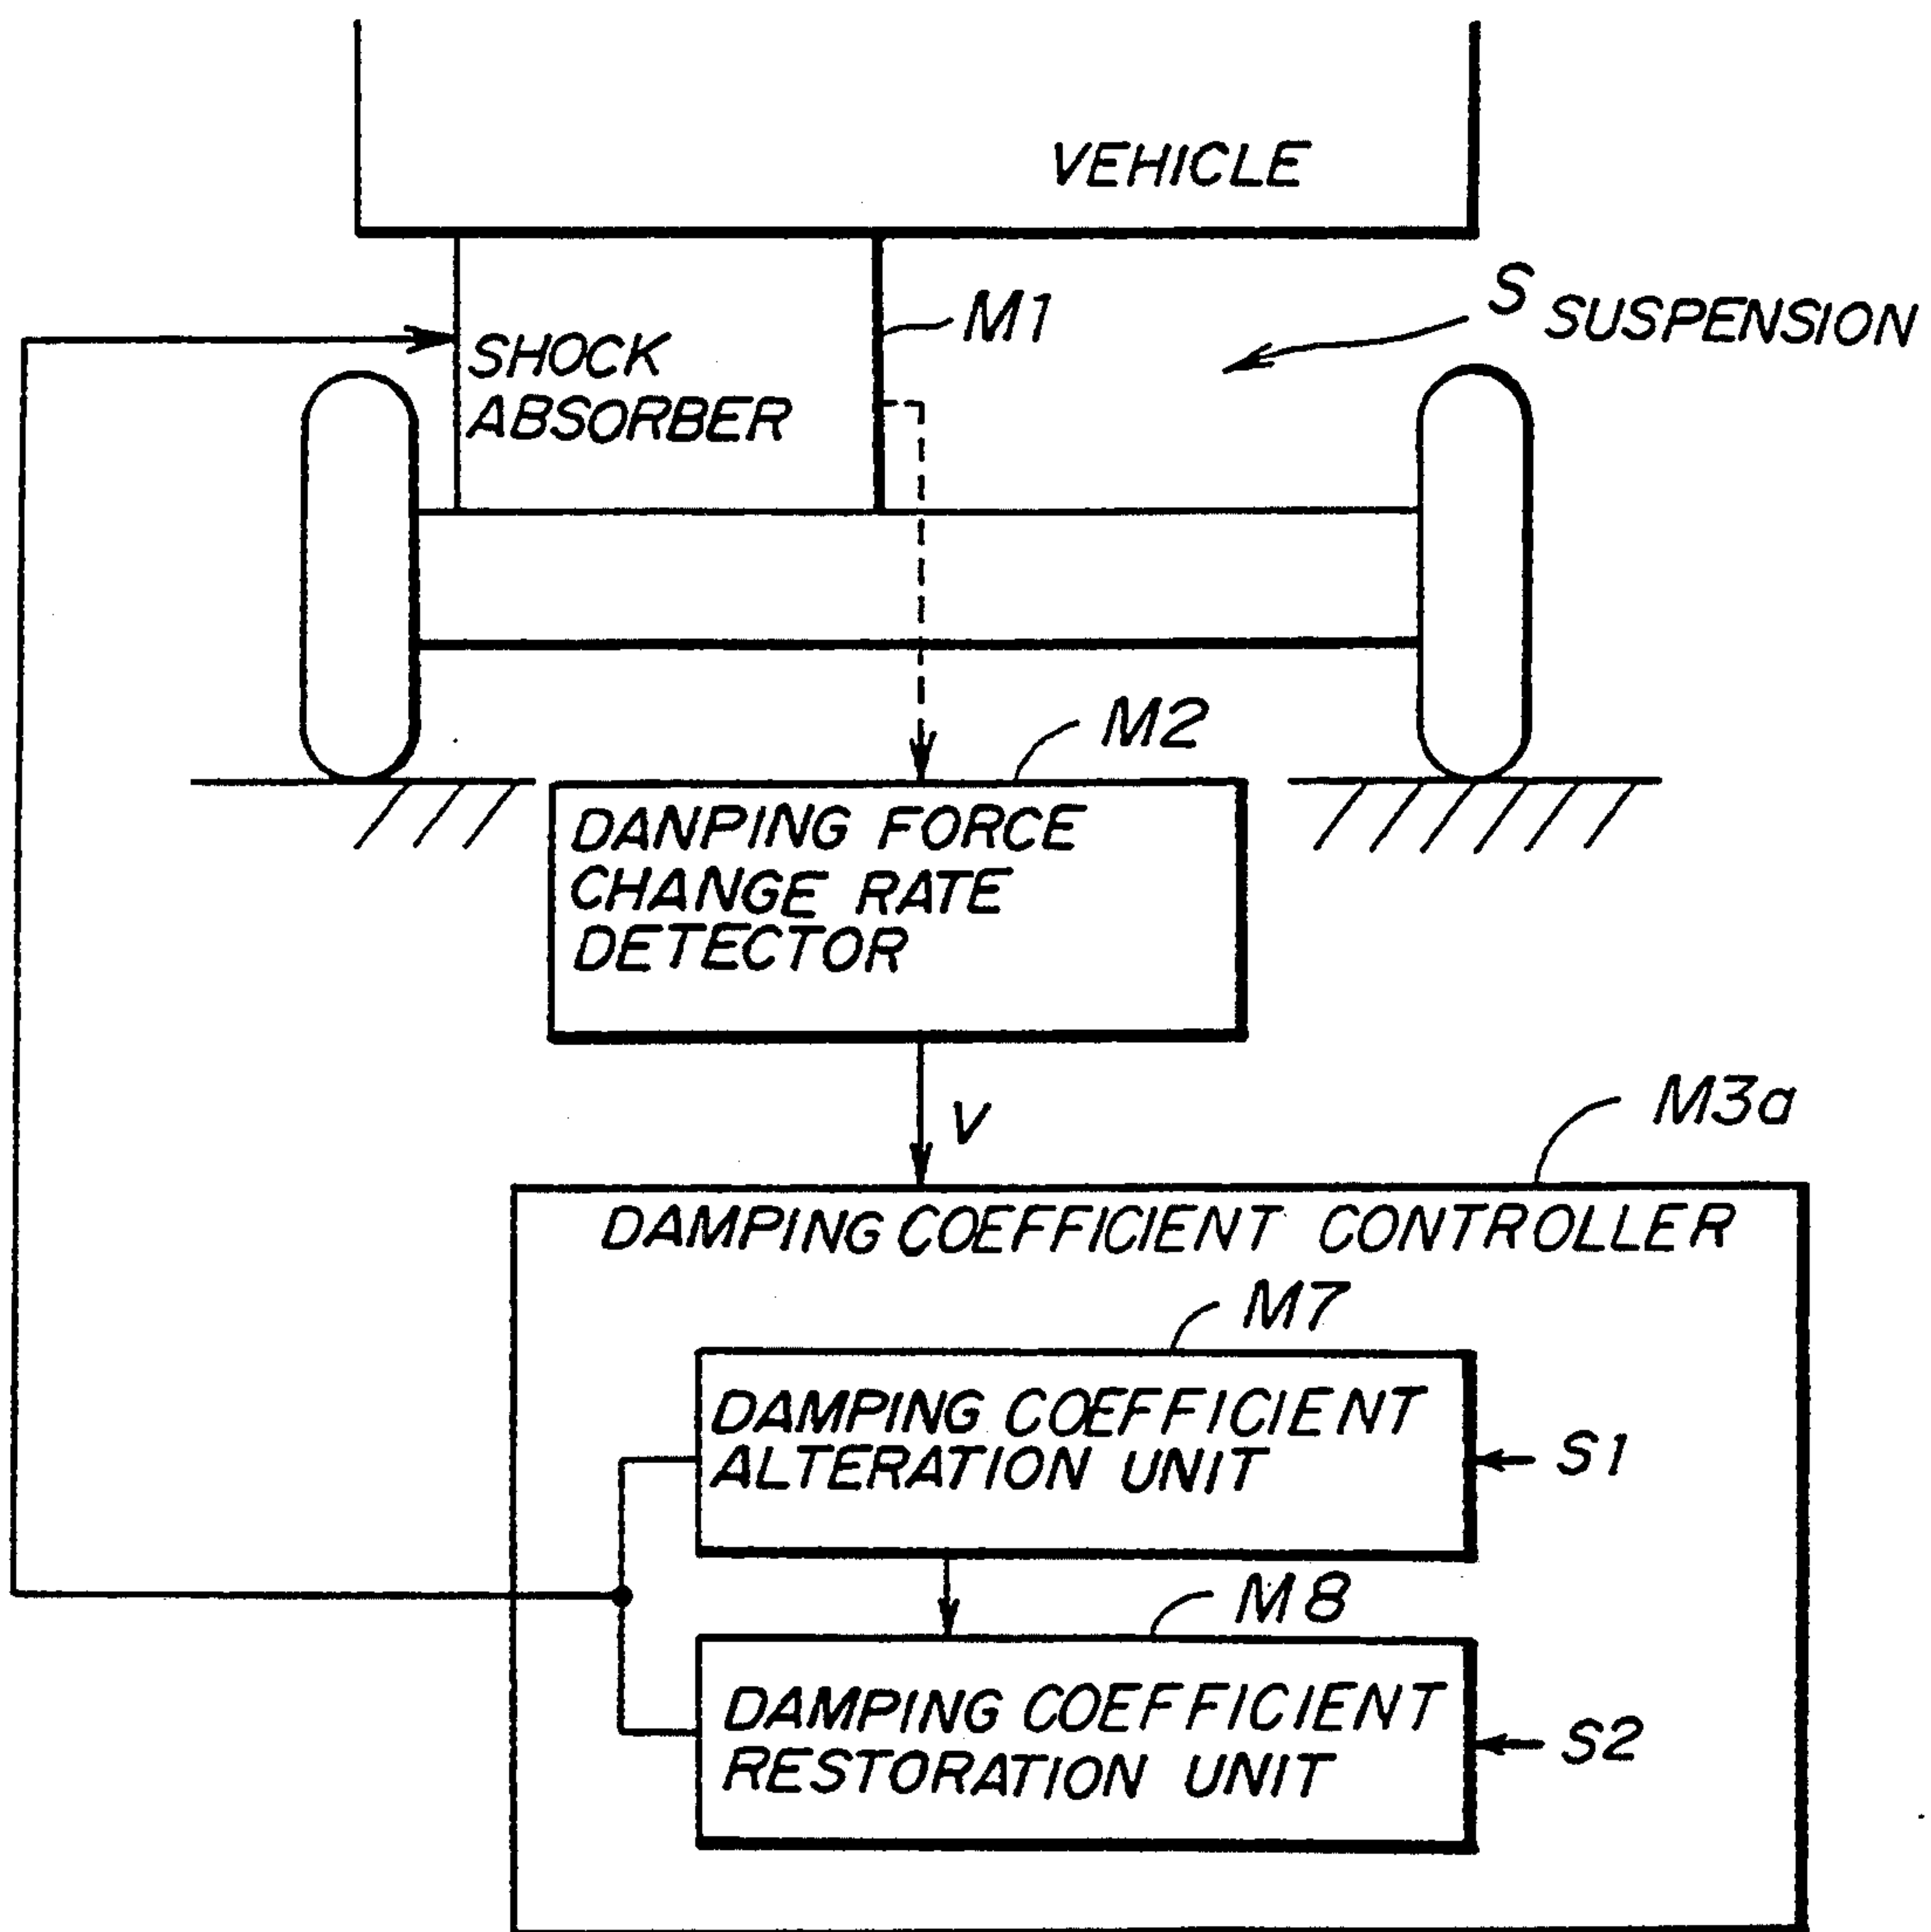 VEHICLE
M1
S SUSPENSION
SHOCK
ABSORBER
M2
DANPING FORCE
CHANGE RATE
DETECTOR
V
M3a
DAMPING COEFFICIENT CONTROLLER
M7
DAMPING COEFFICIENT
ALTERATION UNIT
S1
M8
DAMPING COEFFICIENT
RESTORATION UNIT
S2